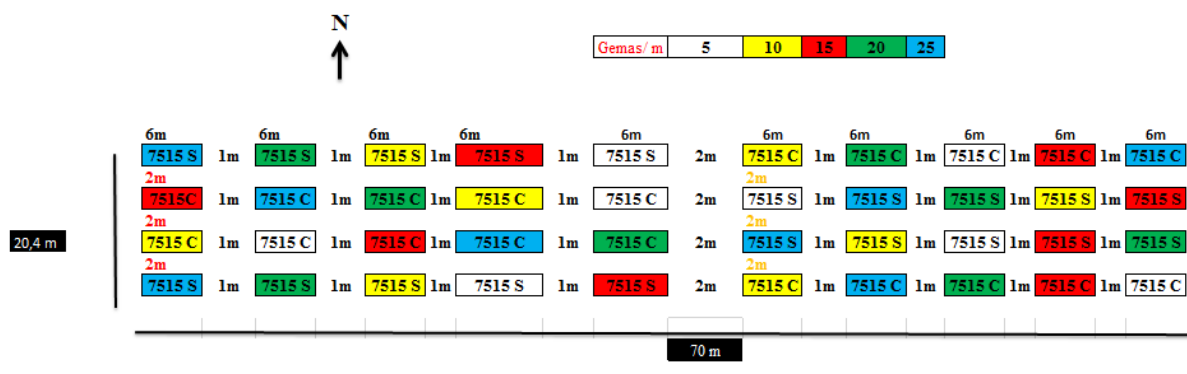 N
Gemas/ m 5 10 15 20 25
6m 6m 6m 6m 6m 6m 6m 6m 6m 6m
7515 S 1m 7515 S 1m 7515 S 1m 7515 S 1m 7515 S 2m 7515 C 1m 7515 C 1m 7515 C 1m 7515 C 1m 7515 C
2m 2m
7515C 1m 7515 C 1m 7515 C 1m 7515 C 1m 7515 C 2m 7515 S 1m 7515 S 1m 7515 S 1m 7515 S 1m 7515 S
2m 2m
20,4 m 7515 C 1m 7515 C 1m 7515 C 1m 7515 C 1m 7515 C 2m 7515 S 1m 7515 S 1m 7515 S 1m 7515 S 1m 7515 S
2m 2m
7515 S 1m 7515 S 1m 7515 S 1m 7515 S 1m 7515 S 2m 7515 C 1m 7515 C 1m 7515 C 1m 7515 C 1m 7515 C
70 m